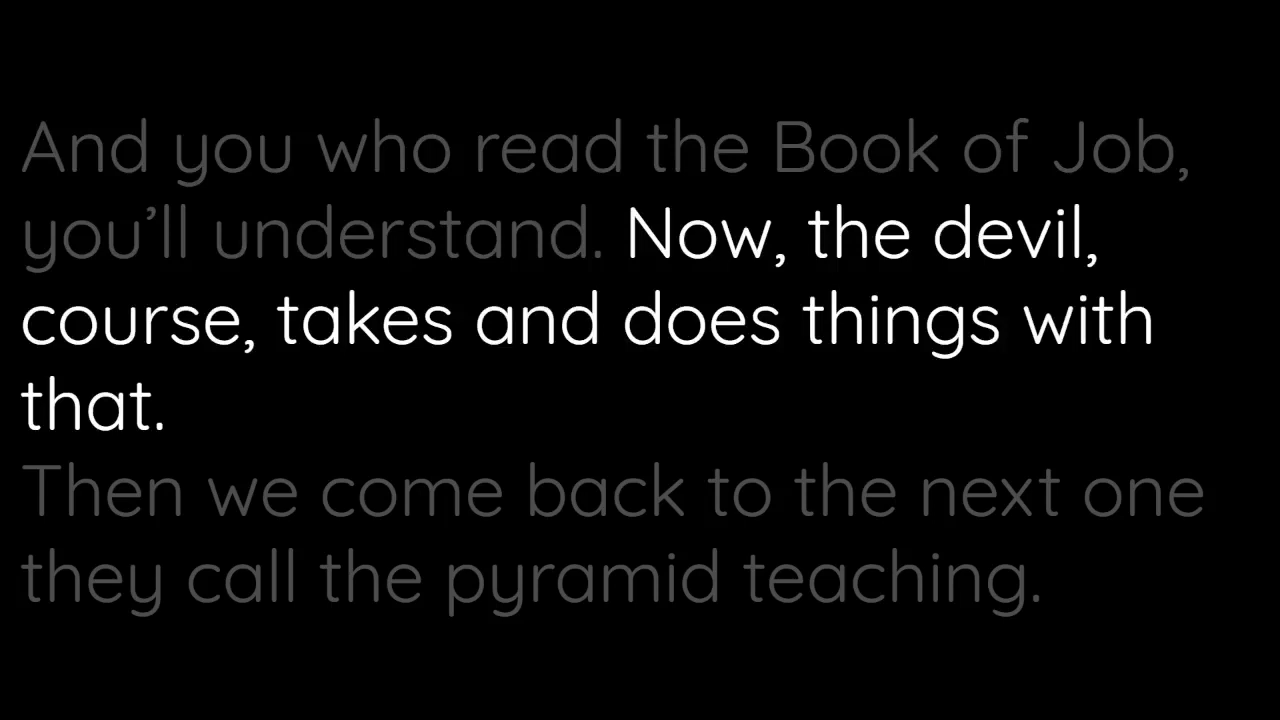 And you who read the Book of Job,
you’ll understand. Now, the devil,
course, takes and does things with
that.
Then we come back to the next one
they call the pyramid teaching.